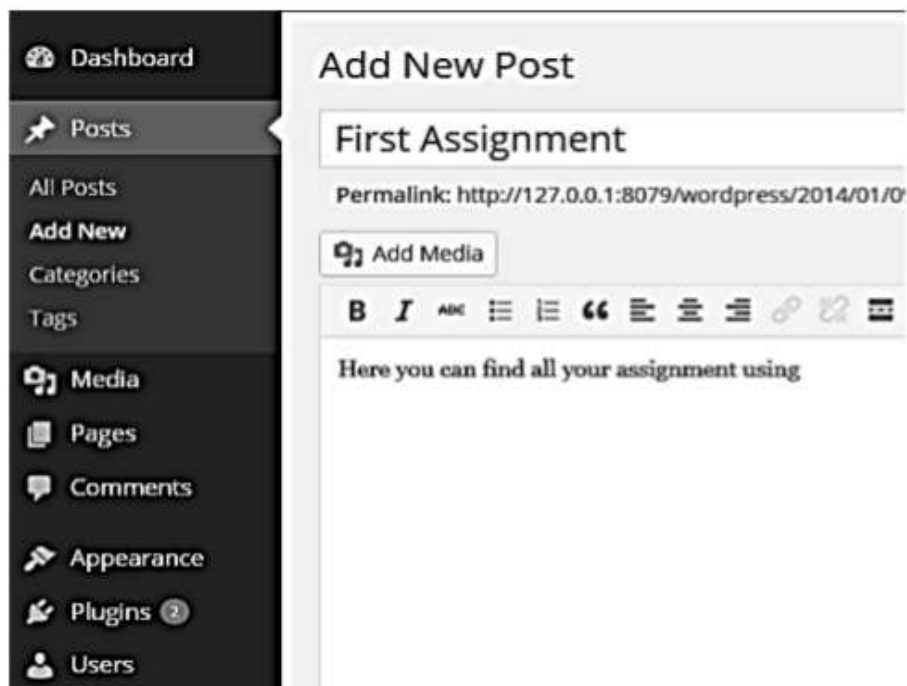 Dashboard
Posts
All Posts
Add New
Categories
Tags
Media
Pages
Comments
Appearance
Plugins 2
Users
Add New Post
First Assignment
Permalink: http://127.0.0.1:8079/wordpress/2014/01/0
Add Media
B I ABC
Here you can find all your assignment using